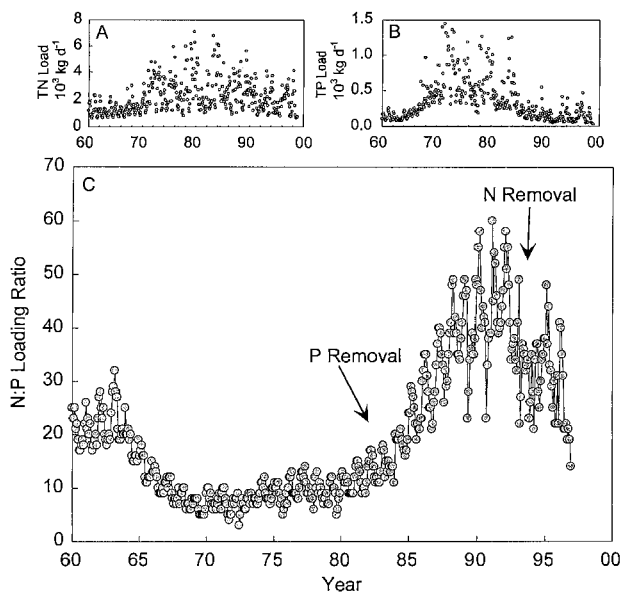 A
TN Load
10³ kg d⁻¹
8
6
4
2
0
60 70 80 90 00
B
TP Load
10³ kg d⁻¹
1.5
1.0
0.5
0.0
60 70 80 90 00
C
N:P Loading Ratio
70
60
50
40
30
20
10
0
N Removal
P Removal
60 65 70 75 80 85 90 95 00
Year